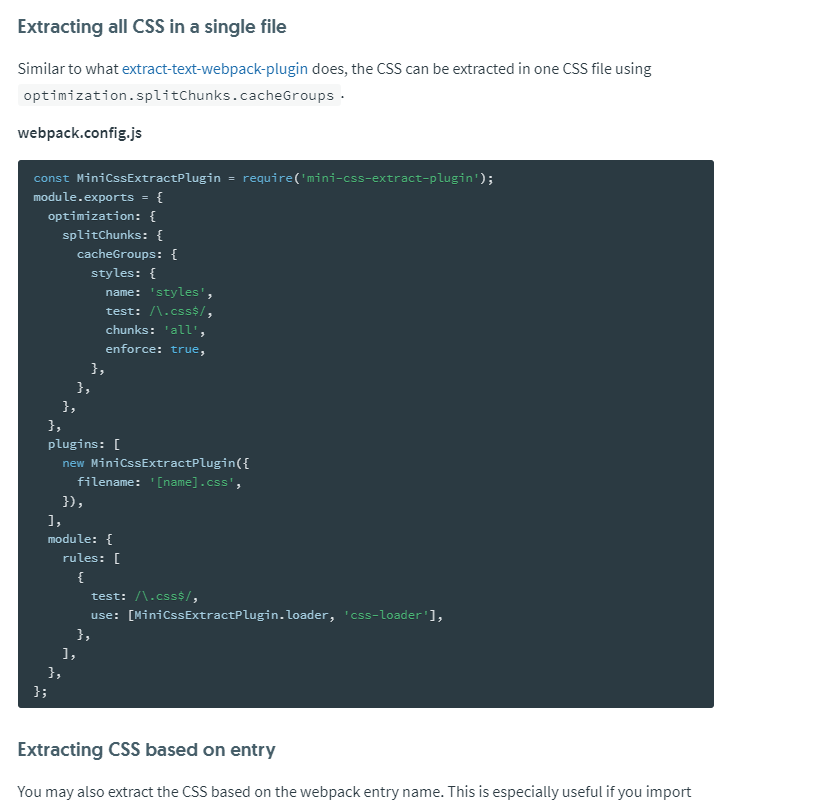 Extracting all CSS in a single file
Similar to what extract-text-webpack-plugin does, the CSS can be extracted in one CSS file using
optimization.splitChunks.cacheGroups .
webpack.config.js
const MiniCssExtractPlugin = require('mini-css-extract-plugin');
module.exports = {
  optimization: {
    splitChunks: {
      cacheGroups: {
        styles: {
          name: 'styles',
          test: /\.css$/,
          chunks: 'all',
          enforce: true,
        },
      },
    },
  },
  plugins: [
    new MiniCssExtractPlugin({
      filename: '[name].css',
    }),
  ],
  module: {
    rules: [
      {
        test: /\.css$/,
        use: [MiniCssExtractPlugin.loader, 'css-loader'],
      },
    ],
  },
};
Extracting CSS based on entry
You may also extract the CSS based on the webpack entry name. This is especially useful if you import